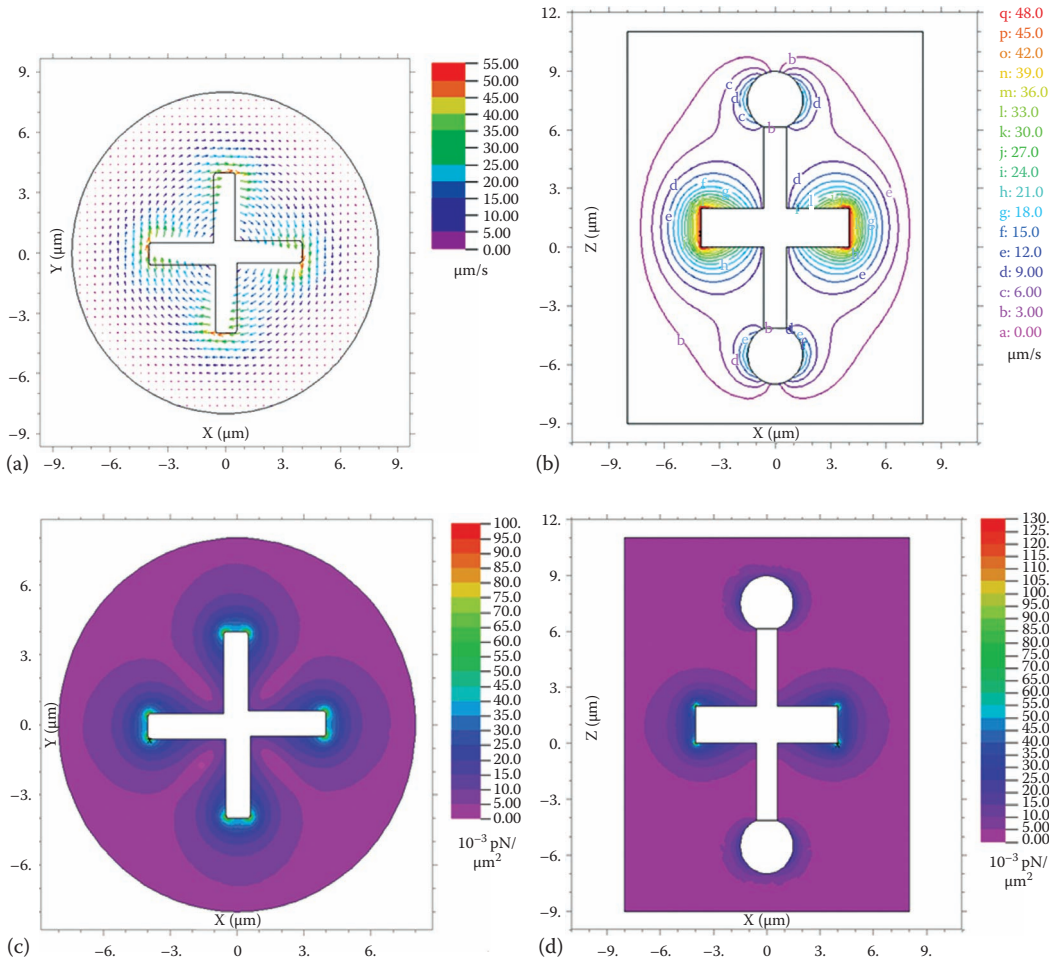 9.
6.
3.
0.
−3.
−6.
−9.
Y (µm)
X (µm)
−9.
−6.
−3.
0
3.
6.
9.
(a)
55.00
50.00
45.00
40.00
35.00
30.00
25.00
20.00
15.00
10.00
5.00
0.00
µm/s
12.
9.
6.
3.
0.
−3.
−6.
−9.
Z (µm)
X (µm)
−9.
−6.
−3.
0
3.
6.
9.
(b)
b
b
c
c
d
d
c
c
b
d
d
f
e
e
g
h
e
b
d
b
d
q: 48.0
p: 45.0
o: 42.0
n: 39.0
m: 36.0
l: 33.0
k: 30.0
j: 27.0
i: 24.0
h: 21.0
g: 18.0
f: 15.0
e: 12.0
d: 9.00
c: 6.00
b: 3.00
a: 0.00
µm/s
9.
6.
3.
0.
−3.
−6.
−9.
Y (µm)
X (µm)
−9.
−6.
−3.
0
3.
6.
(c)
100.
95.0
90.0
85.0
80.0
75.0
70.0
65.0
60.0
55.0
50.0
45.0
40.0
35.0
30.0
25.0
20.0
15.0
10.0
5.00
0.00
10⁻³ pN/
µm²
12.
9.
6.
3.
0.
−3.
−6.
−9.
Z (µm)
X (µm)
−9.
−6.
−3.
0
3.
6.
9.
(d)
130.
125.
120.
115.
110.
105.
100.
95.0
90.0
85.0
80.0
75.0
70.0
65.0
60.0
55.0
50.0
45.0
40.0
35.0
30.0
25.0
20.0
15.0
10.0
5.00
0.00
10⁻³ pN/
µm²